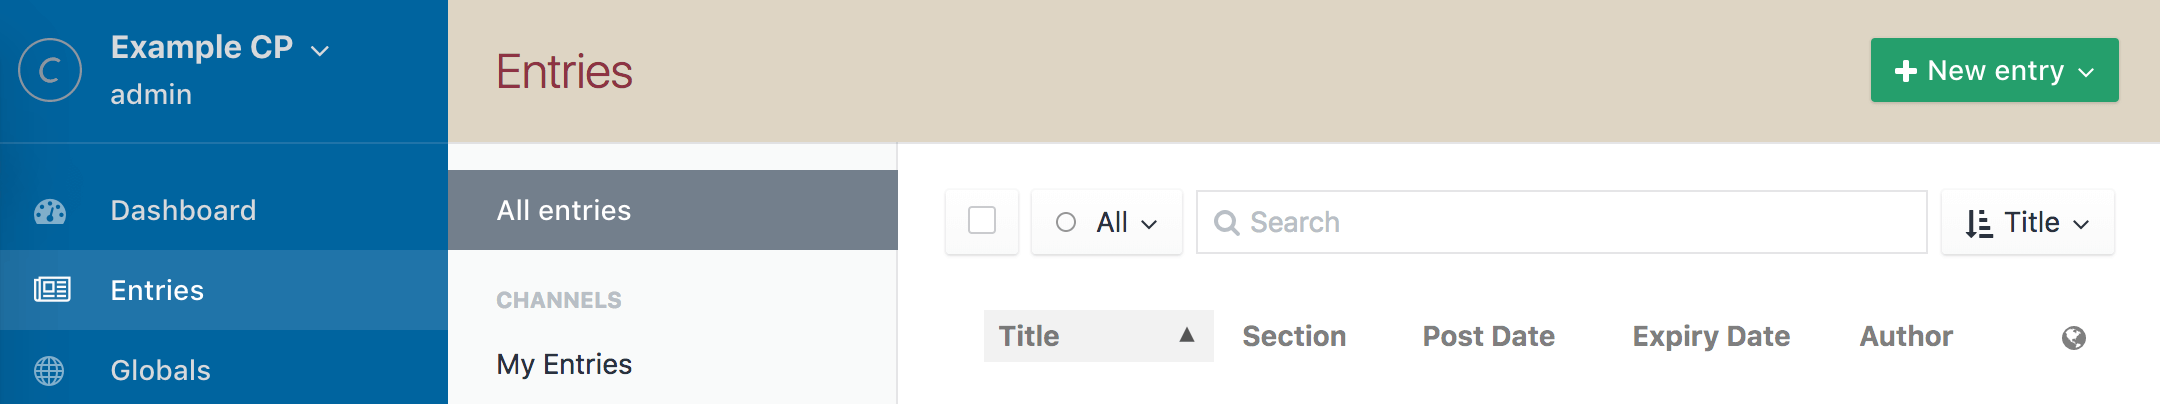 C
Example CP
admin
Dashboard
Entries
Globals
Entries
New entry
All entries
CHANNELS
My Entries
All
Search
Title
Title Section Post Date Expiry Date Author